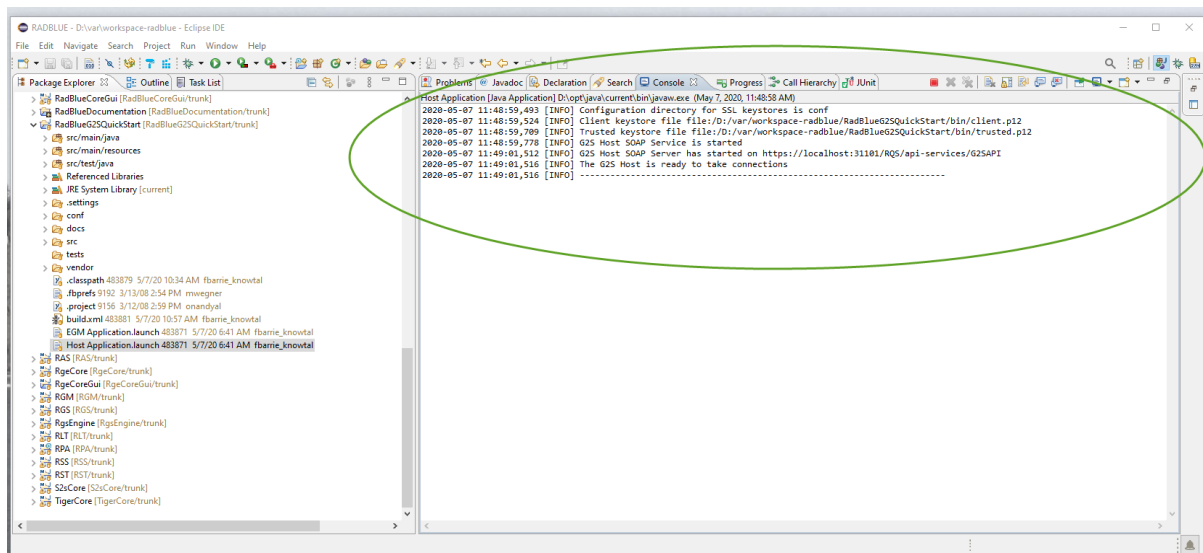 RADBLUE - D:\var\workspace-radblue - Eclipse IDE
File Edit Navigate Search Project Run Window Help
Package Explorer Outline Task List
RadBlueCoreGui [RadBlueCoreGui/trunk]
RadBlueDocumentation [RadBlueDocumentation/trunk]
RadBlueG2SQuickStart [RadBlueG2SQuickStart/trunk]
src/main/java
src/main/resources
src/test/java
Referenced Libraries
JRE System Library [current]
.settings
conf
docs
src
tests
vendor
.classpath 483879 5/7/20 10:34 AM fbarrie_knowtal
.fbprefs 9192 3/13/08 2:54 PM mwegner
.project 9156 3/12/08 2:59 PM onandyal
build.xml 483881 5/7/20 10:57 AM fbarrie_knowtal
EGM Application.launch 483871 5/7/20 6:41 AM fbarrie_knowtal
Host Application.launch 483871 5/7/20 6:41 AM fbarrie_knowtal
RAS [RAS/trunk]
RgeCore [RgeCore/trunk]
RgeCoreGui [RgeCoreGui/trunk]
RGM [RGM/trunk]
RGS [RGS/trunk]
RgsEngine [RgsEngine/trunk]
RLT [RLT/trunk]
RPA [RPA/trunk]
RSS [RSS/trunk]
RST [RST/trunk]
S2sCore [S2sCore/trunk]
TigerCore [TigerCore/trunk]
Problems Javadoc Declaration Search Console Progress Call Hierarchy JUnit
Host Application [Java Application] D:\opt\java\current\bin\javaw.exe (May 7, 2020, 11:48:58 AM)
2020-05-07 11:48:59,493 [INFO] Configuration directory for SSL keystores is conf
2020-05-07 11:48:59,524 [INFO] Client keystore file file:/D:/var/workspace-radblue/RadBlueG2SQuickStart/bin/client.p12
2020-05-07 11:48:59,709 [INFO] Trusted keystore file file:/D:/var/workspace-radblue/RadBlueG2SQuickStart/bin/trusted.p12
2020-05-07 11:48:59,778 [INFO] G2S Host SOAP Service is started
2020-05-07 11:49:01,512 [INFO] G2S Host SOAP Server has started on https://localhost:31101/RQS/api-services/G2SAPI
2020-05-07 11:49:01,516 [INFO] The G2S Host is ready to take connections
2020-05-07 11:49:01,516 [INFO] ----------------------------------------------------------------------